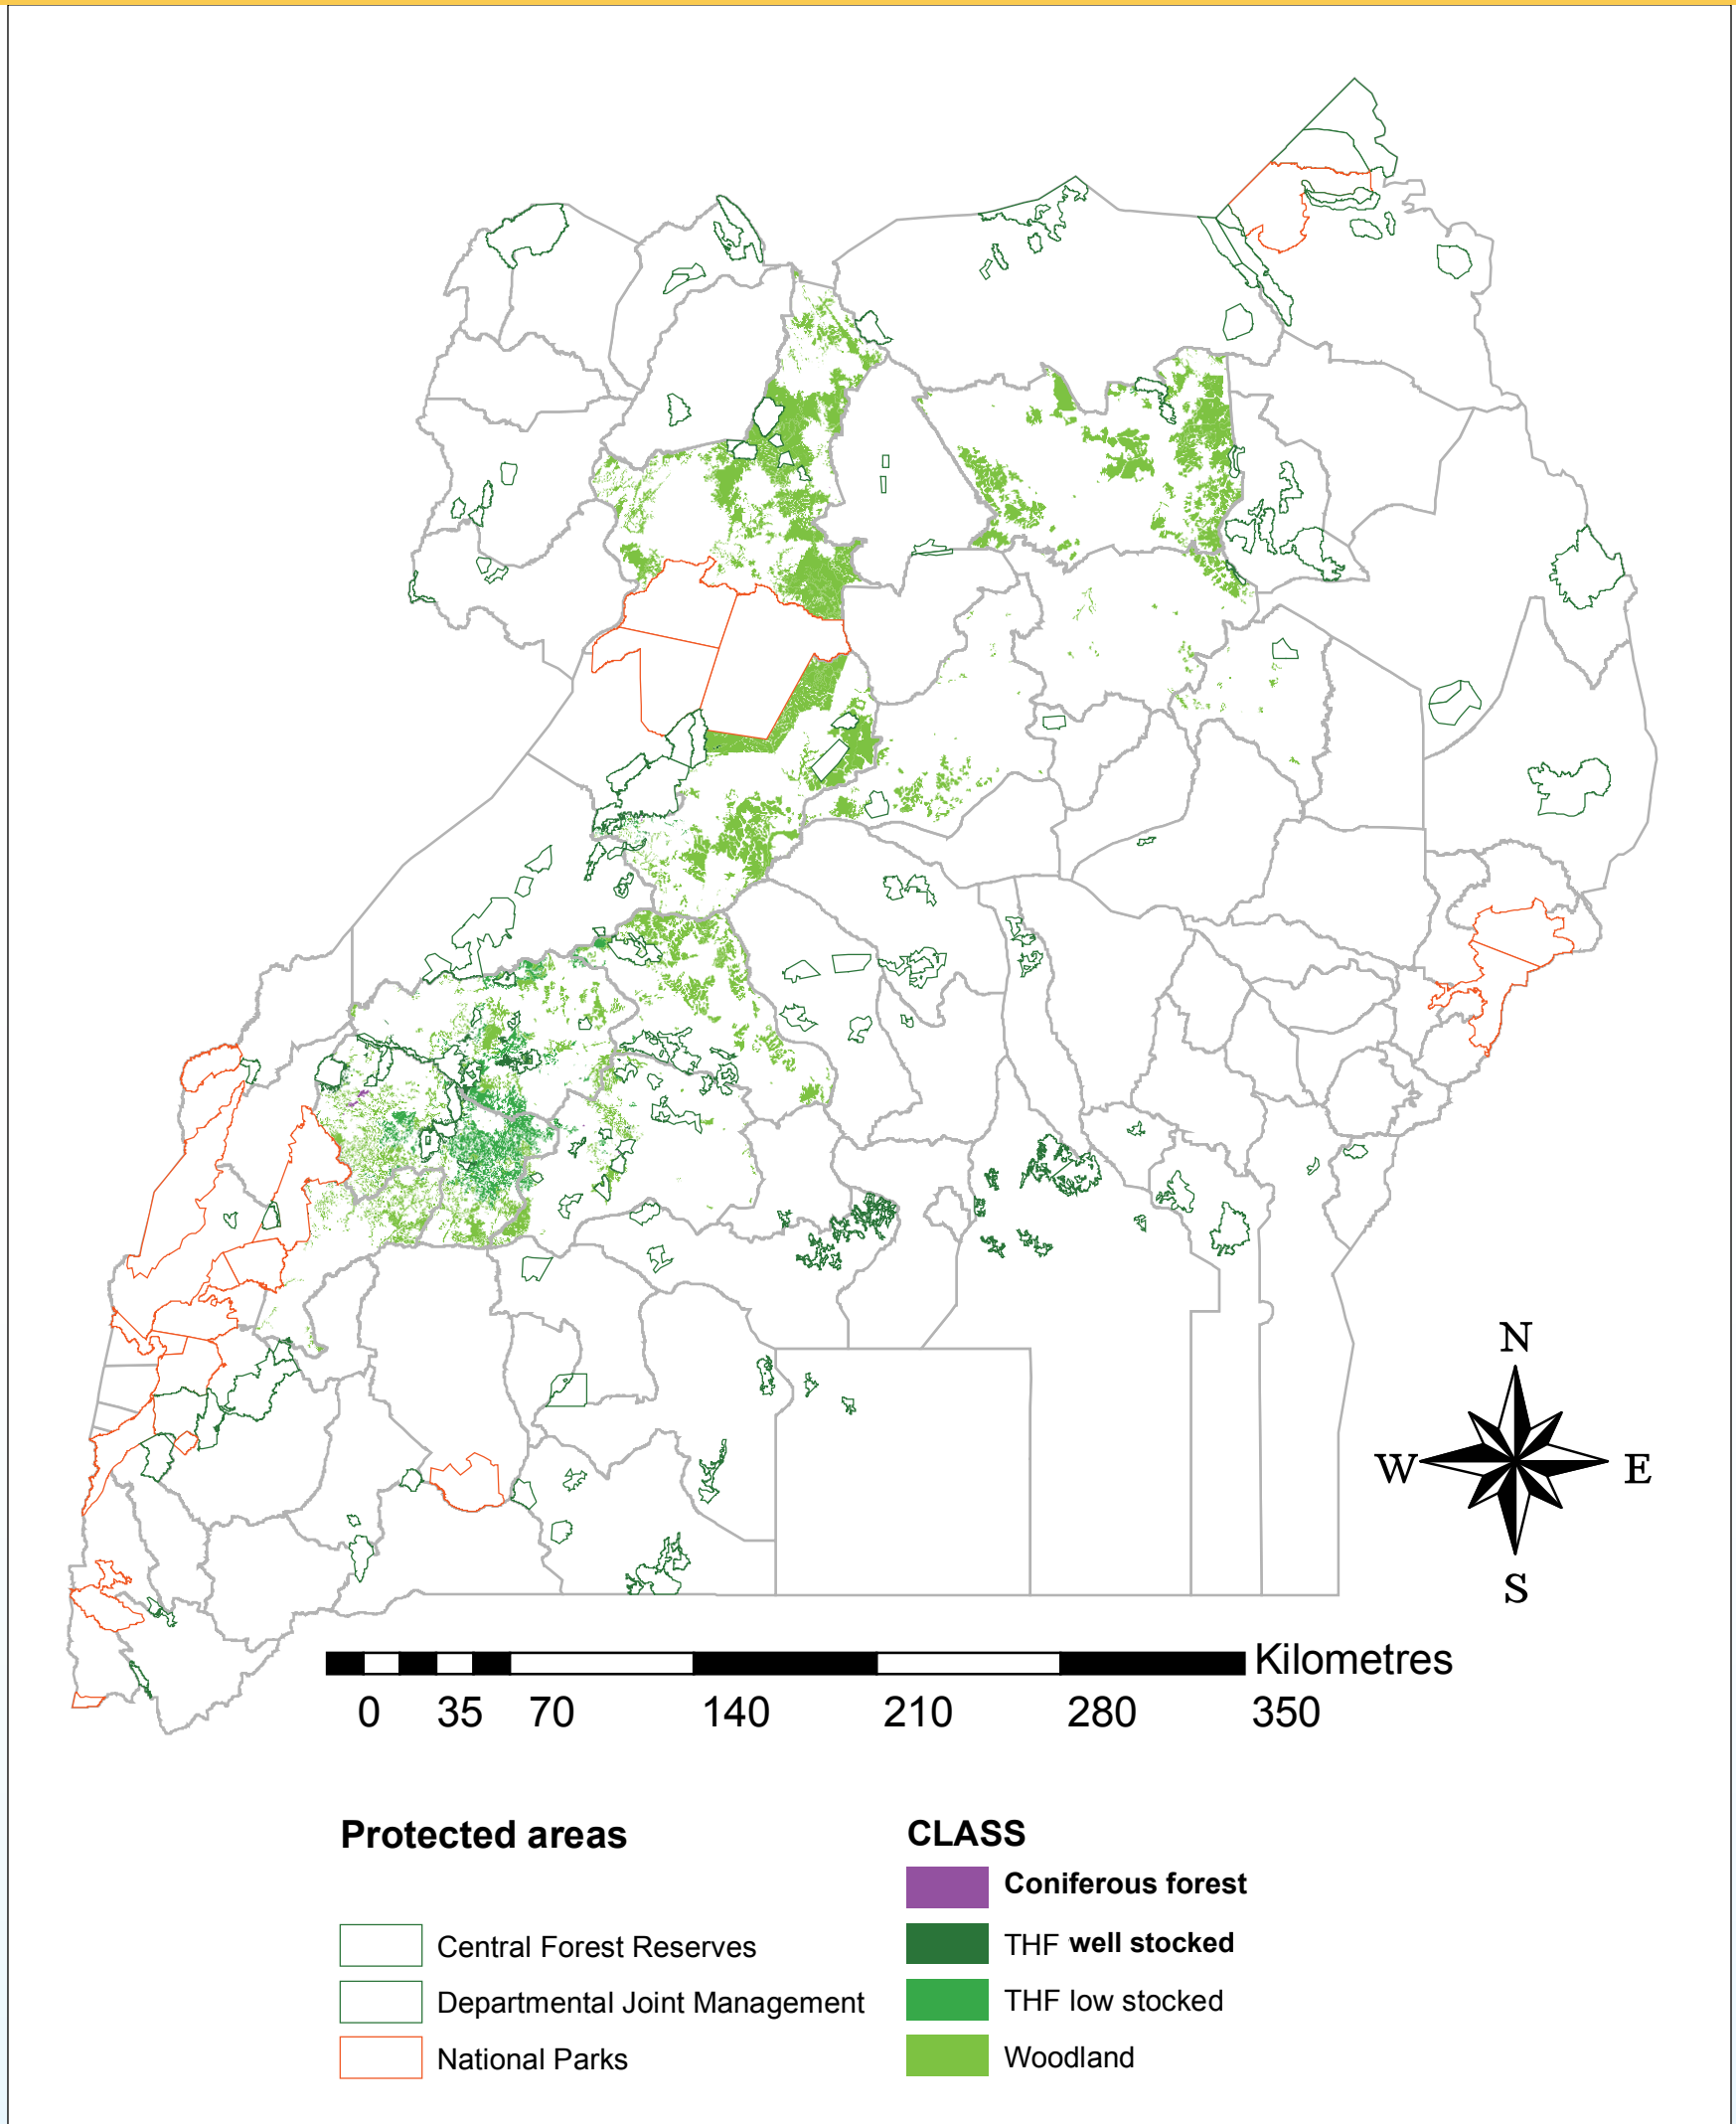 N
W E
S
Kilometres
0 35 70 140 210 280 350
Protected areas
Central Forest Reserves
Departmental Joint Management
National Parks
CLASS
Coniferous forest
THF well stocked
THF low stocked
Woodland